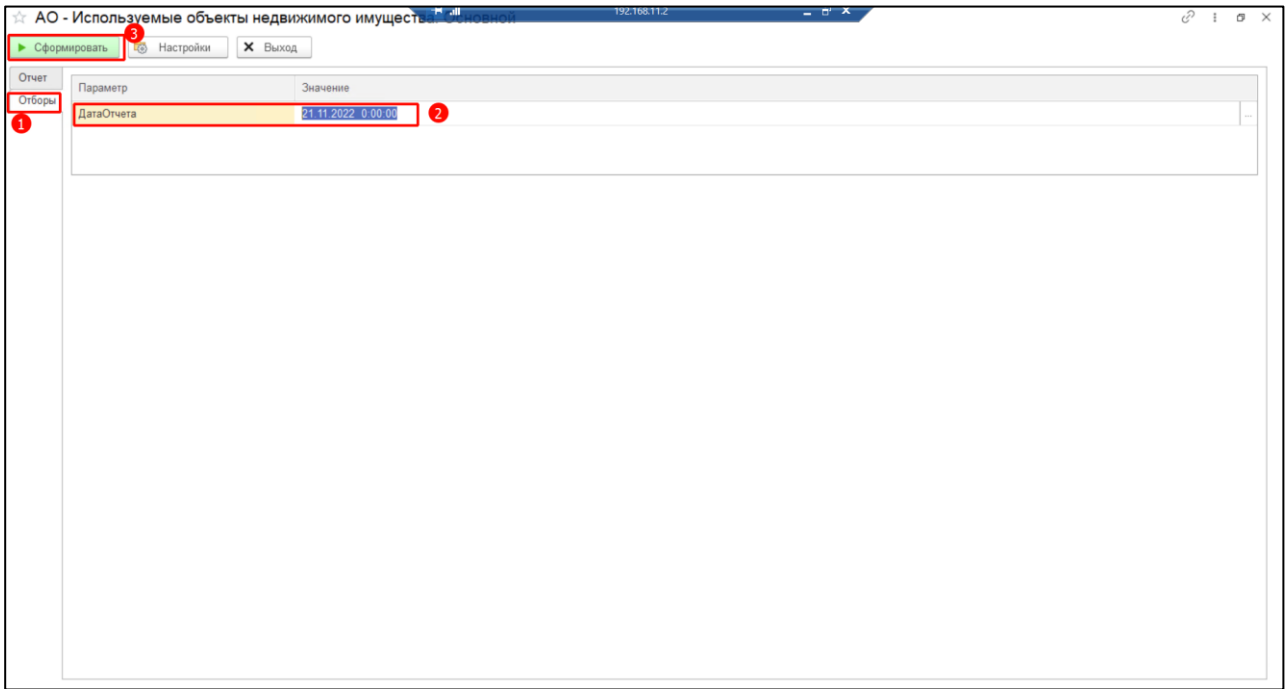 АО - Используемые объекты недвижимого имущества. Основной
192.168.11.2
3
Сформировать
Настройки
Выход
Отчет
Отборы
1
Параметр
Значение
ДатаОтчета
21.11.2022 0:00:00
2
...